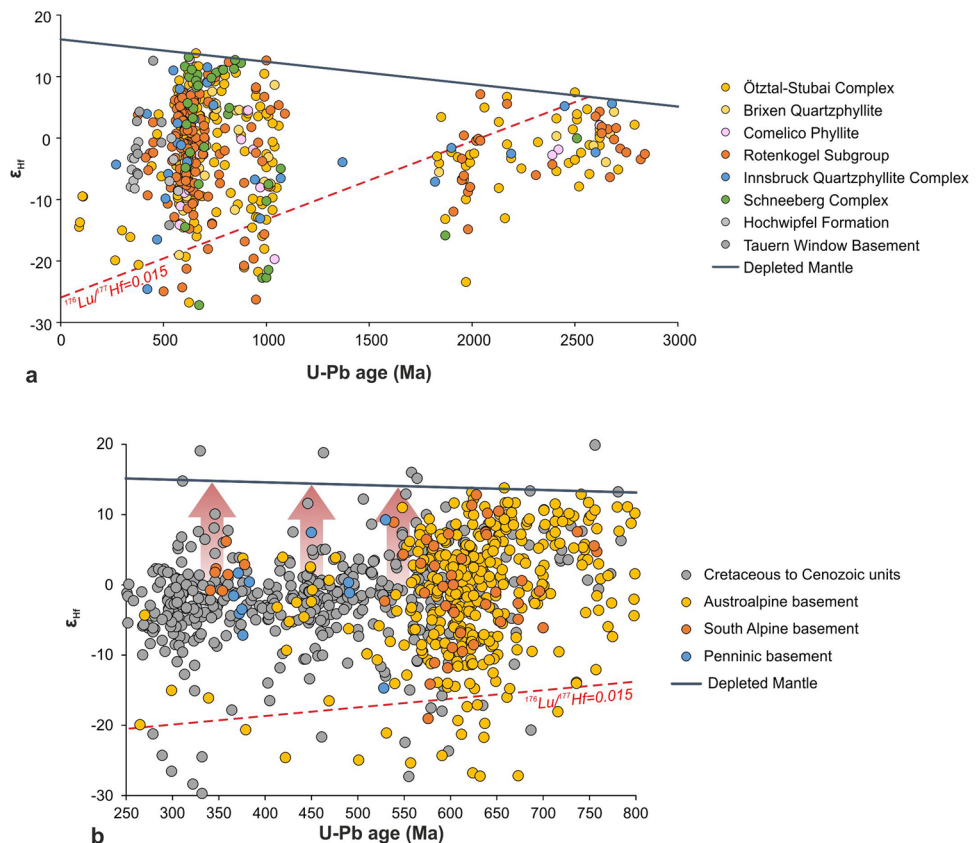 20
10
0
-10
-20
-30
εHf
0 500 1000 1500 2000 2500 3000
U-Pb age (Ma)
176Lu/177Hf=0.015
a
Ötztal-Stubai Complex
Brixen Quartzphyllite
Comelico Phyllite
Rotenkogel Subgroup
Innsbruck Quartzphyllite Complex
Schneeberg Complex
Hochwipfel Formation
Tauern Window Basement
Depleted Mantle
20
10
0
-10
-20
-30
εHf
250 300 350 400 450 500 550 600 650 700 750 800
U-Pb age (Ma)
176Lu/177Hf=0.015
b
Cretaceous to Cenozoic units
Austroalpine basement
South Alpine basement
Penninic basement
Depleted Mantle